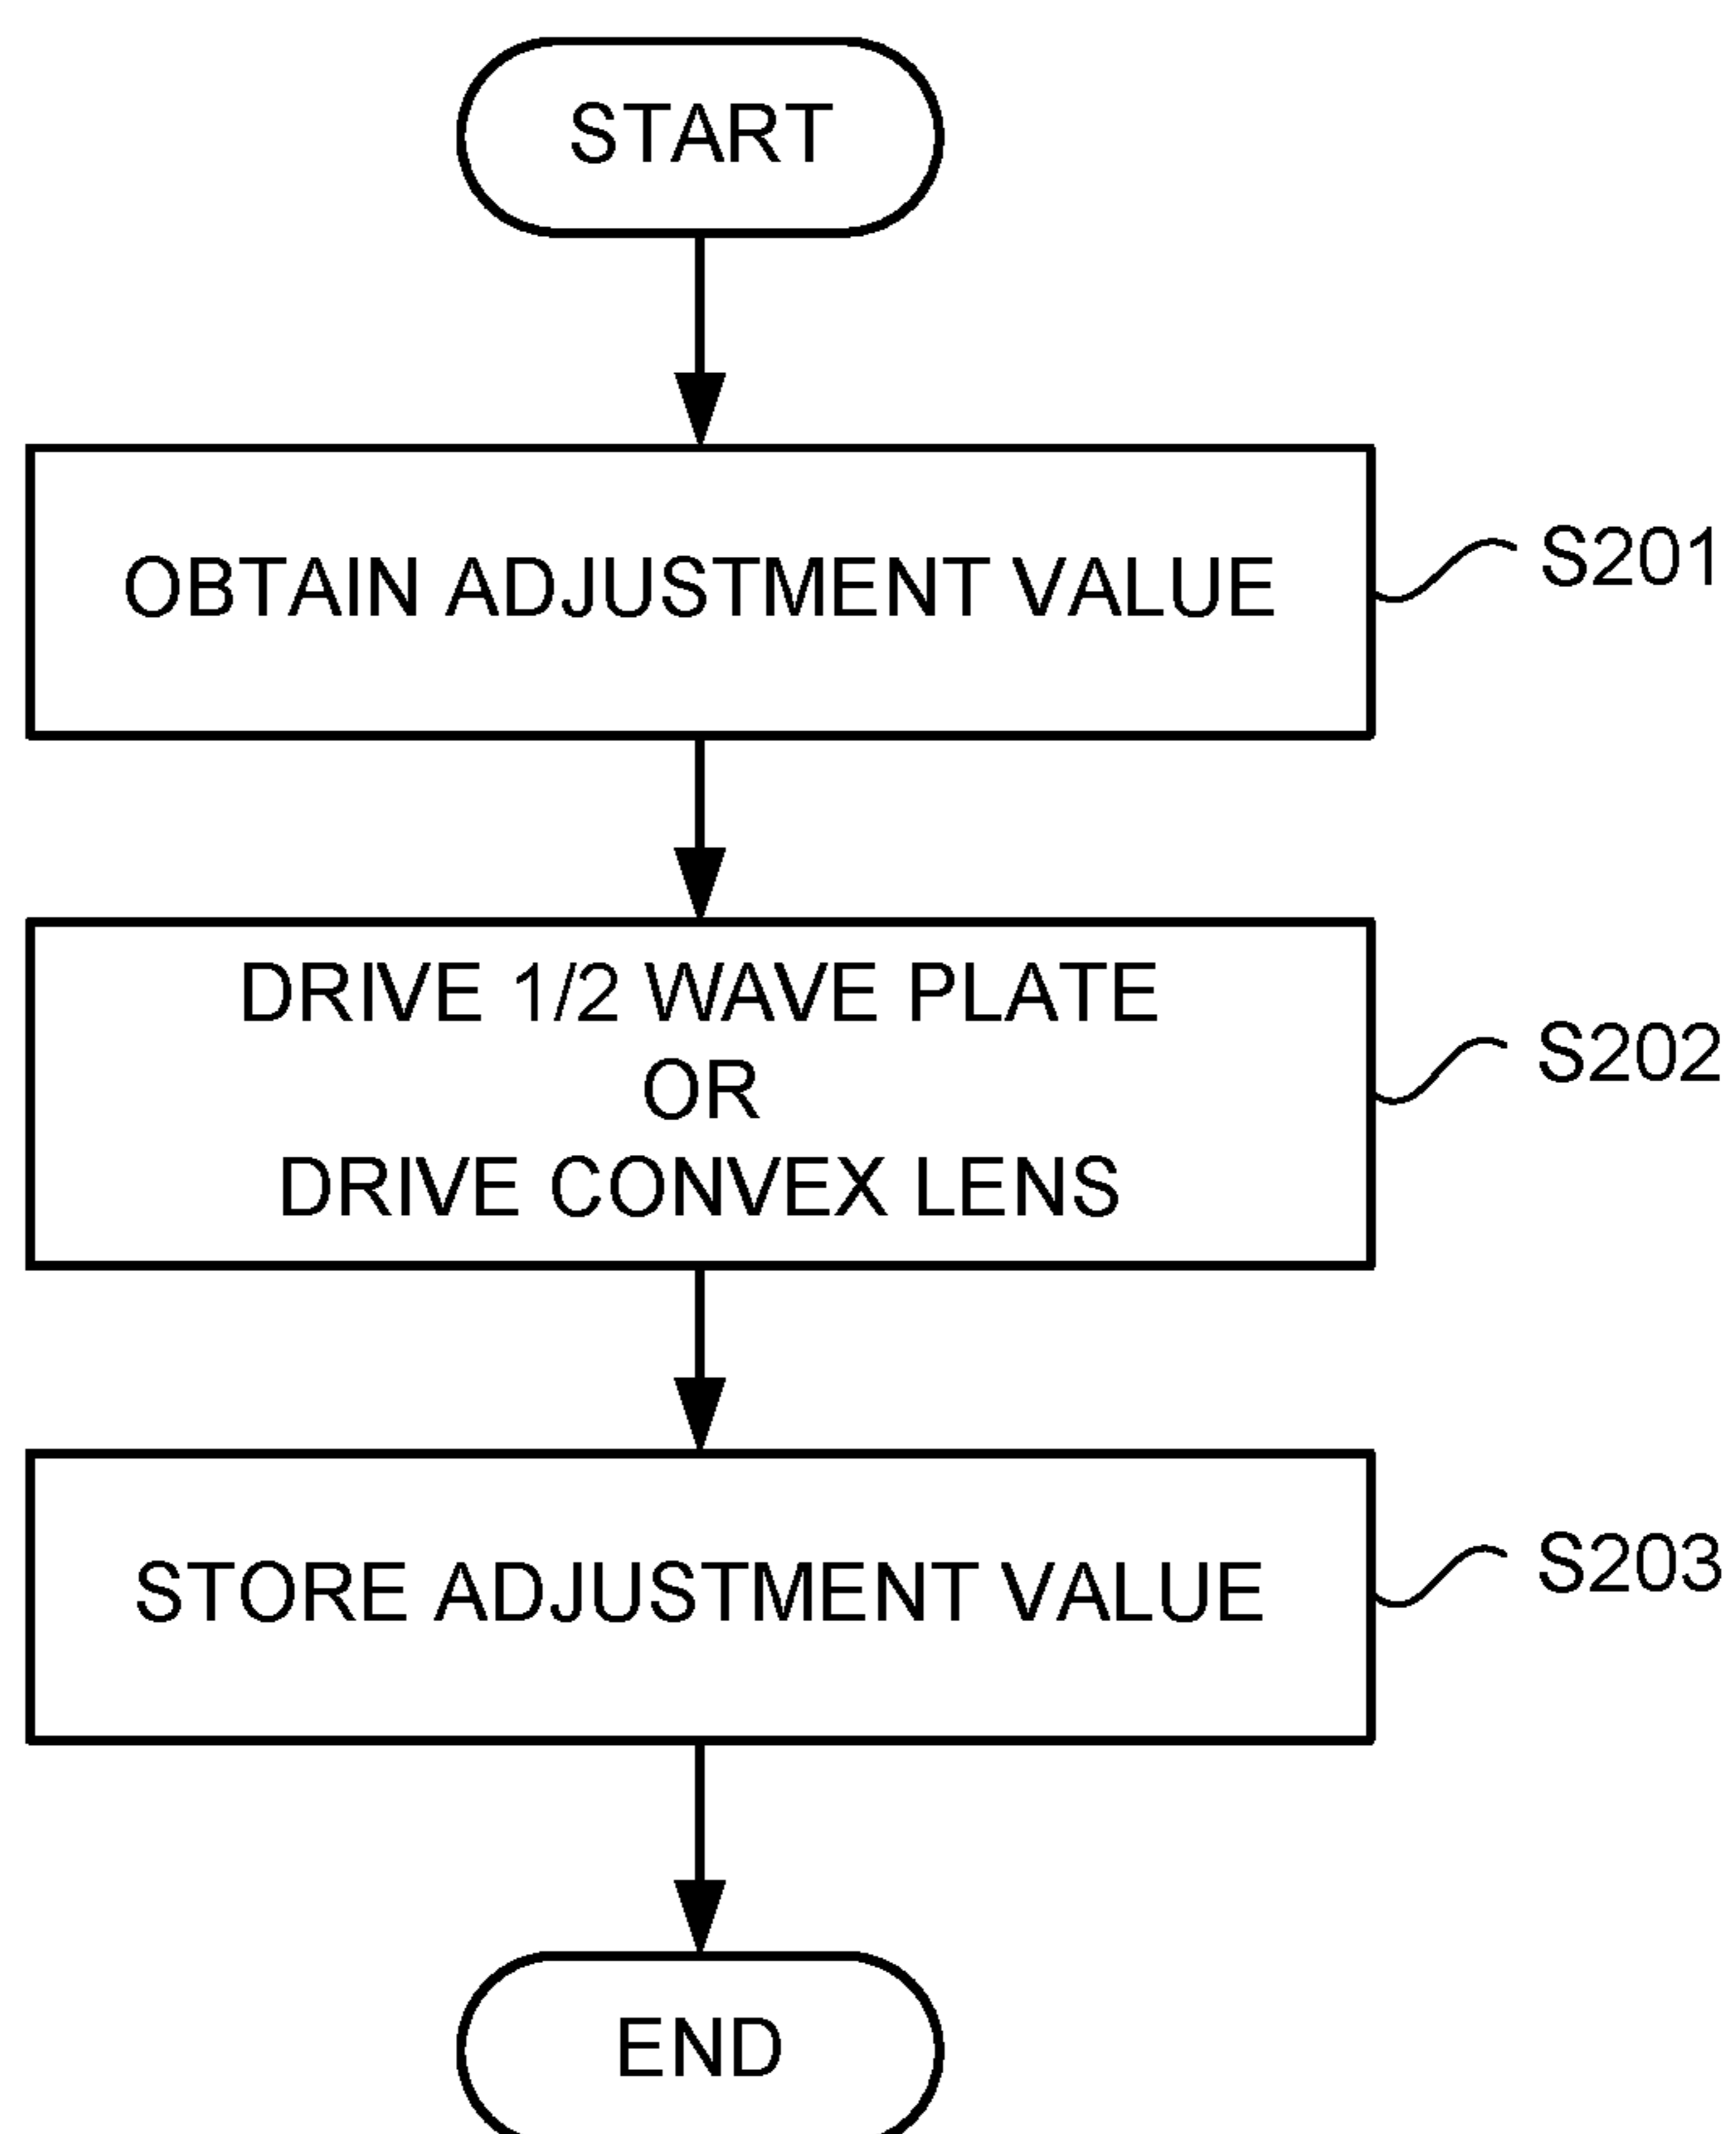 START
OBTAIN ADJUSTMENT VALUE
S201
DRIVE 1/2 WAVE PLATE
OR
DRIVE CONVEX LENS
S202
STORE ADJUSTMENT VALUE
S203
END